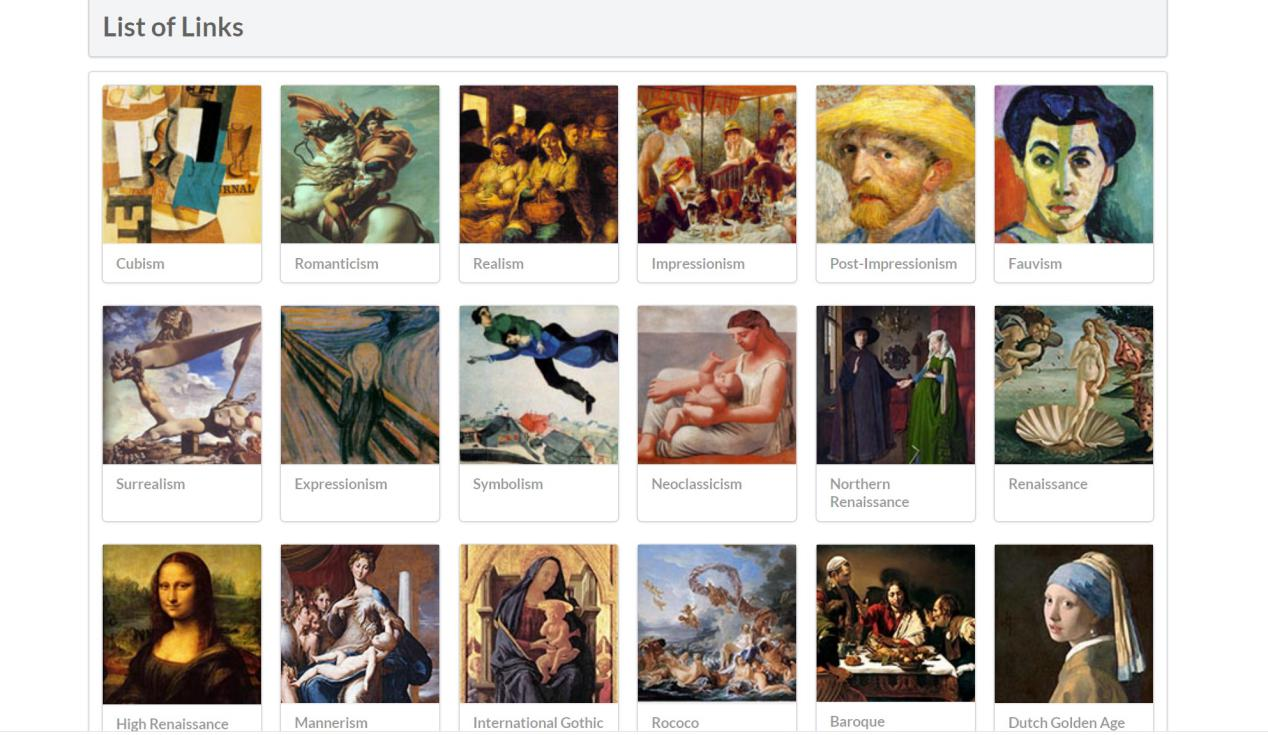 List of Links
URNAL
Cubism
Romanticism
Realism
Impressionism
Post-Impressionism
Fauvism
Surrealism
Expressionism
Symbolism
Neoclassicism
Northern
Renaissance
Renaissance
High Renaissance
Mannerism
International Gothic
Rococo
Baroque
Dutch Golden Age